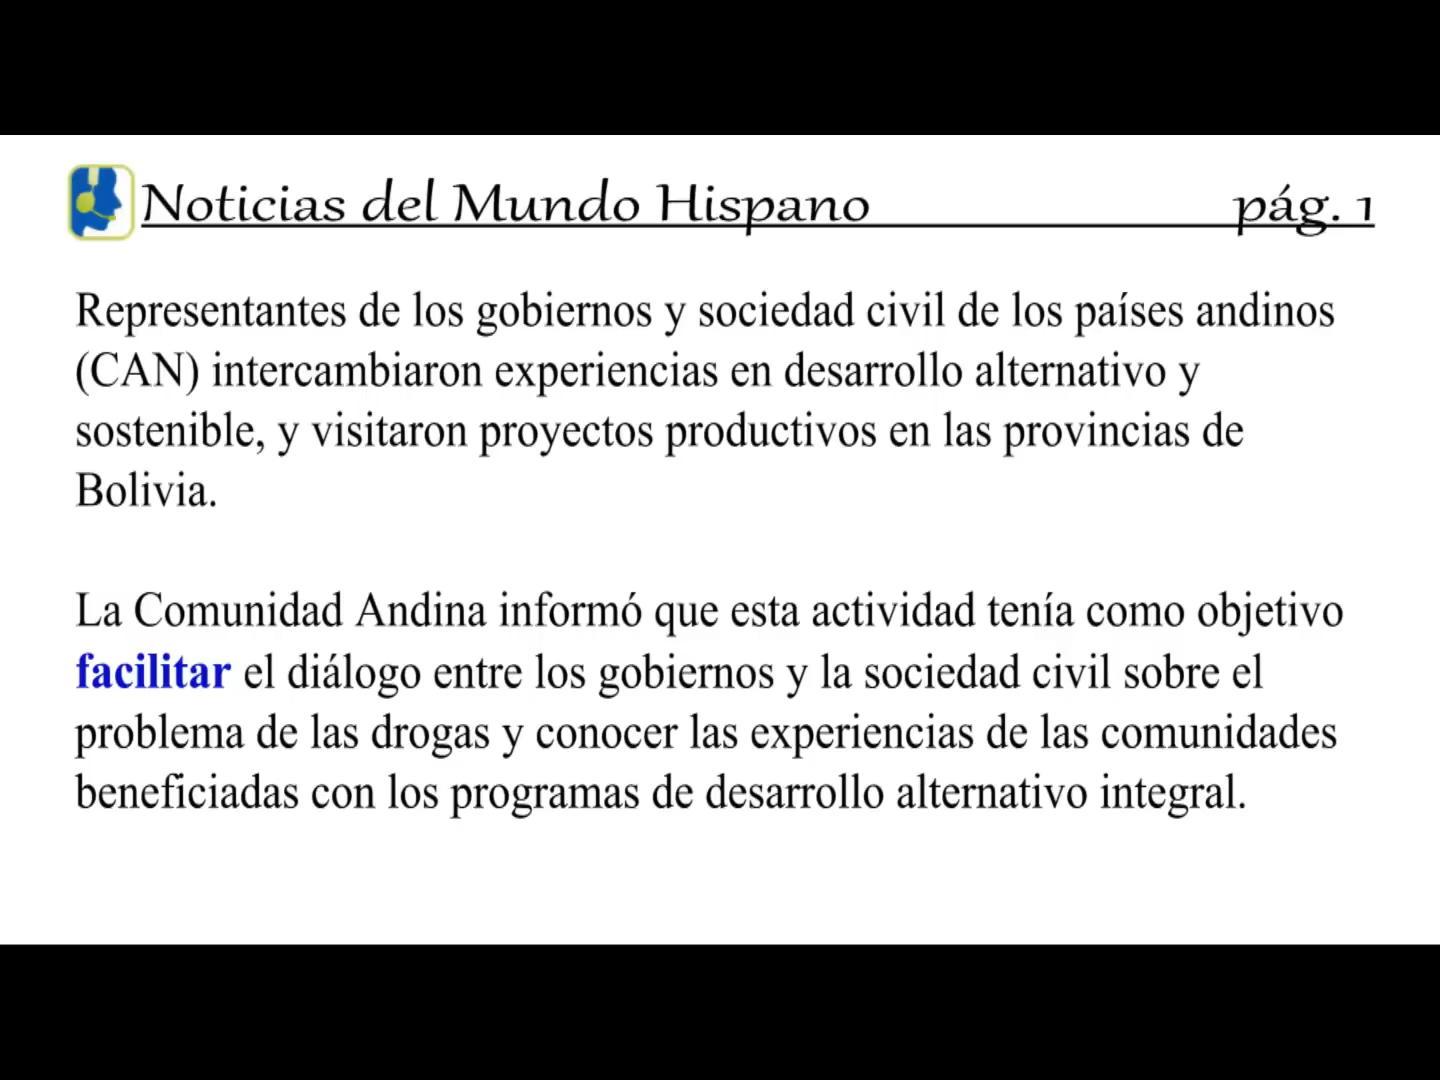 Noticias del Mundo Hispano pág. 1
Representantes de los gobiernos y sociedad civil de los países andinos
(CAN) intercambiaron experiencias en desarrollo alternativo y
sostenible, y visitaron proyectos productivos en las provincias de
Bolivia.
La Comunidad Andina informó que esta actividad tenía como objetivo
facilitar el diálogo entre los gobiernos y la sociedad civil sobre el
problema de las drogas y conocer las experiencias de las comunidades
beneficiadas con los programas de desarrollo alternativo integral.